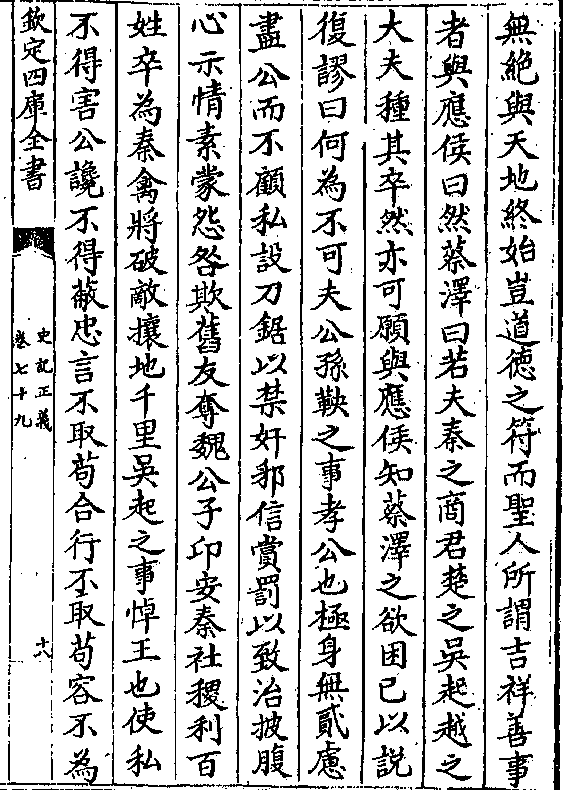 無絶與天地終始豈道德之符而聖人所謂吉祥善事
者與應侯曰然蔡澤曰若夫秦之商君楚之吳起越之
大夫種其卒然亦可願與應侯知蔡澤之欲困已以說
復謬曰何為不可夫公孫鞅之事孝公也極身無貳慮
盡公而不顧私設刀鋸以禁奸邪信賞罰以致治披腹
心示情素蒙怨咎欺舊友奪魏公子卬安秦社稷利百
姓卒為秦禽將破敵攘地千里吳起之事悼王也使私
不得害公讒不得蔽忠言不取苟合行不取苟容不為
欽定四庫全書
史記正義
卷七十九
十八